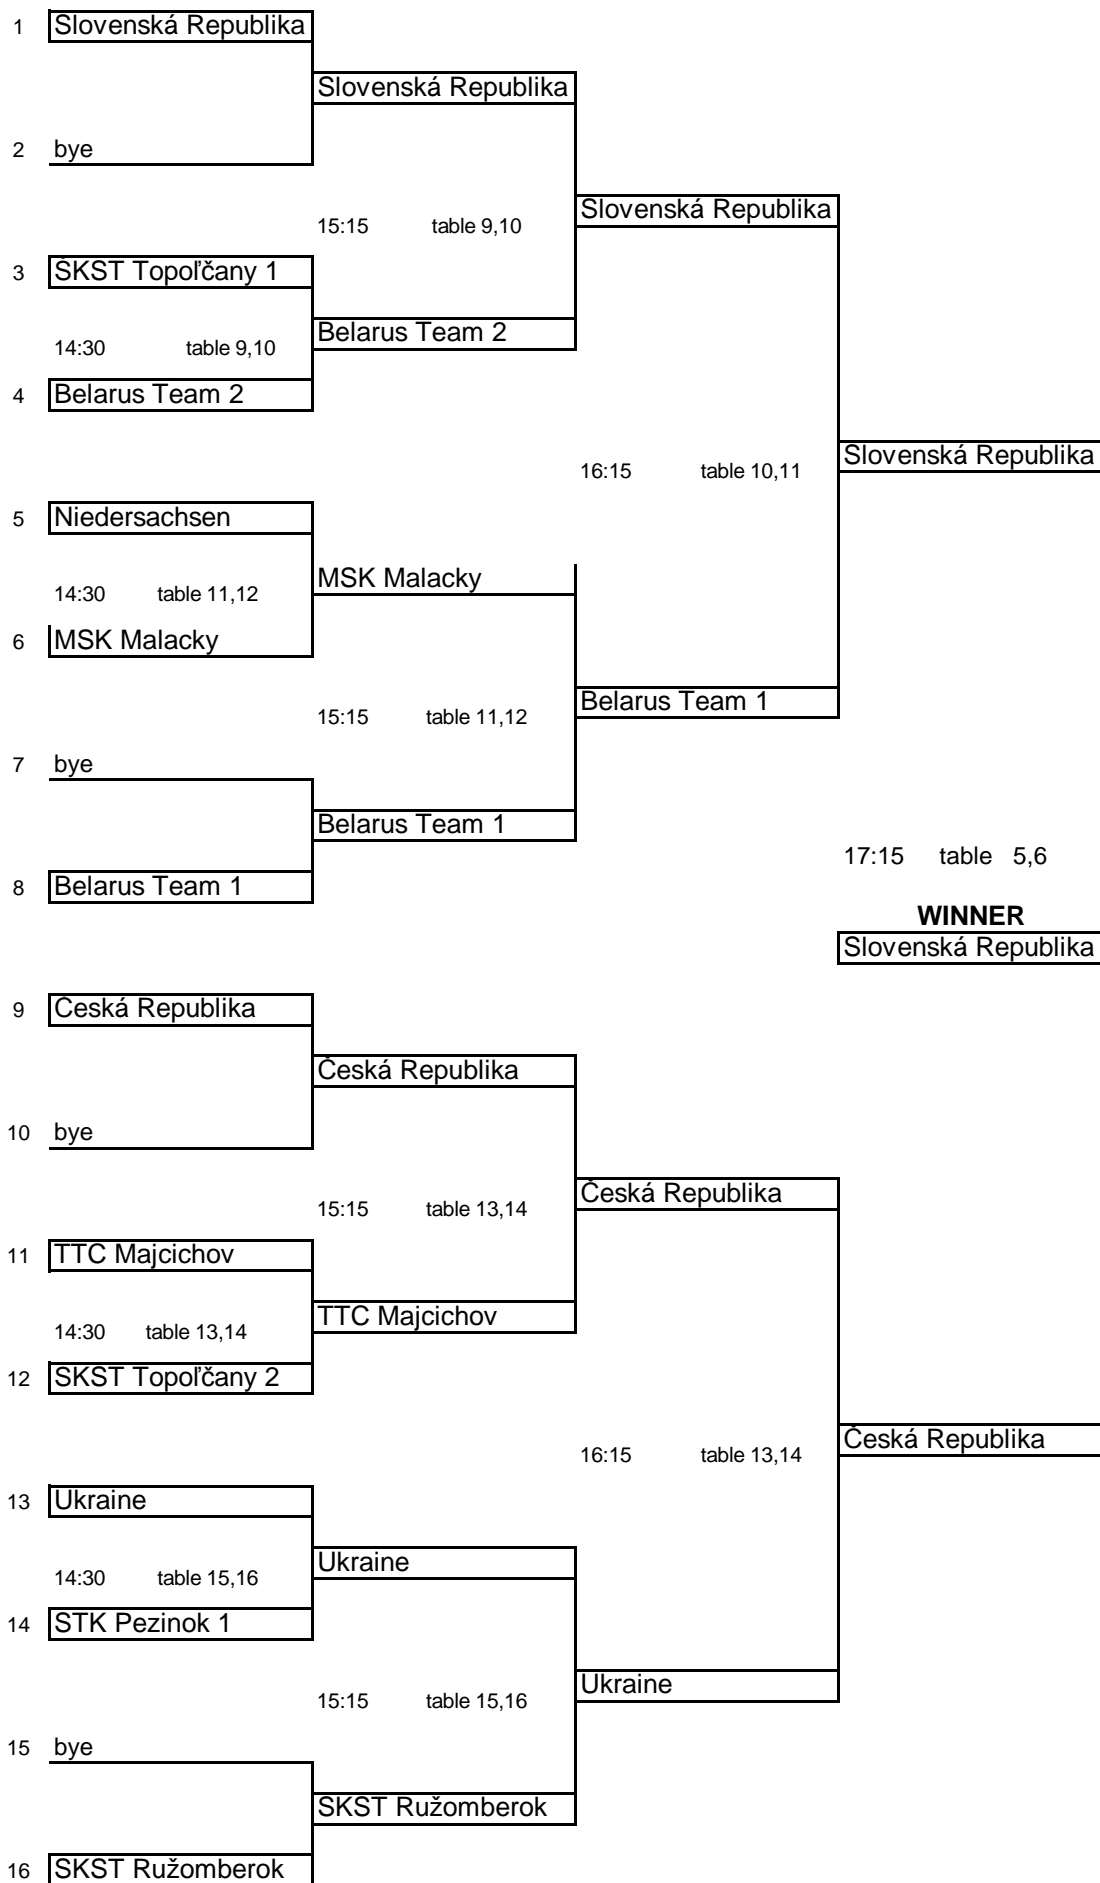 1 Slovenská Republika
Slovenská Republika
2 bye
Slovenská Republika
15:15 table 9,10
3 ŠKST Topoľčany 1
Belarus Team 2
14:30 table 9,10
4 Belarus Team 2
Slovenská Republika
16:15 table 10,11
5 Niedersachsen
MSK Malacky
14:30 table 11,12
6 MSK Malacky
Belarus Team 1
15:15 table 11,12
7 bye
Belarus Team 1
17:15 table 5,6
8 Belarus Team 1
WINNER
Slovenská Republika
9 Česká Republika
Česká Republika
10 bye
Česká Republika
15:15 table 13,14
11 TTC Majcichov
TTC Majcichov
14:30 table 13,14
12 SKST Topoľčany 2
Česká Republika
16:15 table 13,14
13 Ukraine
Ukraine
14:30 table 15,16
14 STK Pezinok 1
Ukraine
15:15 table 15,16
15 bye
SKST Ružomberok
16 SKST Ružomberok